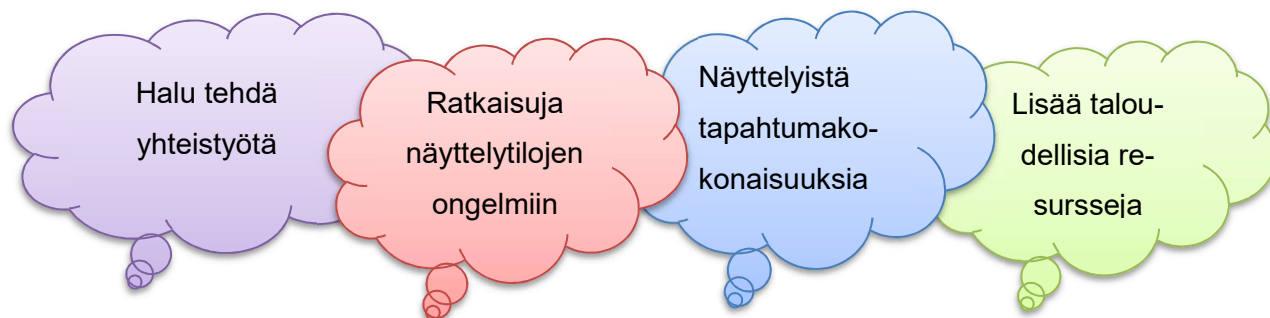 Halu tehdä
yhteistyötä
Ratkaisuja
näyttelytilojen
ongelmiin
Näyttelyistä
tapahtumako-
konaisuuksia
Lisää talou-
dellisia re-
sursseja